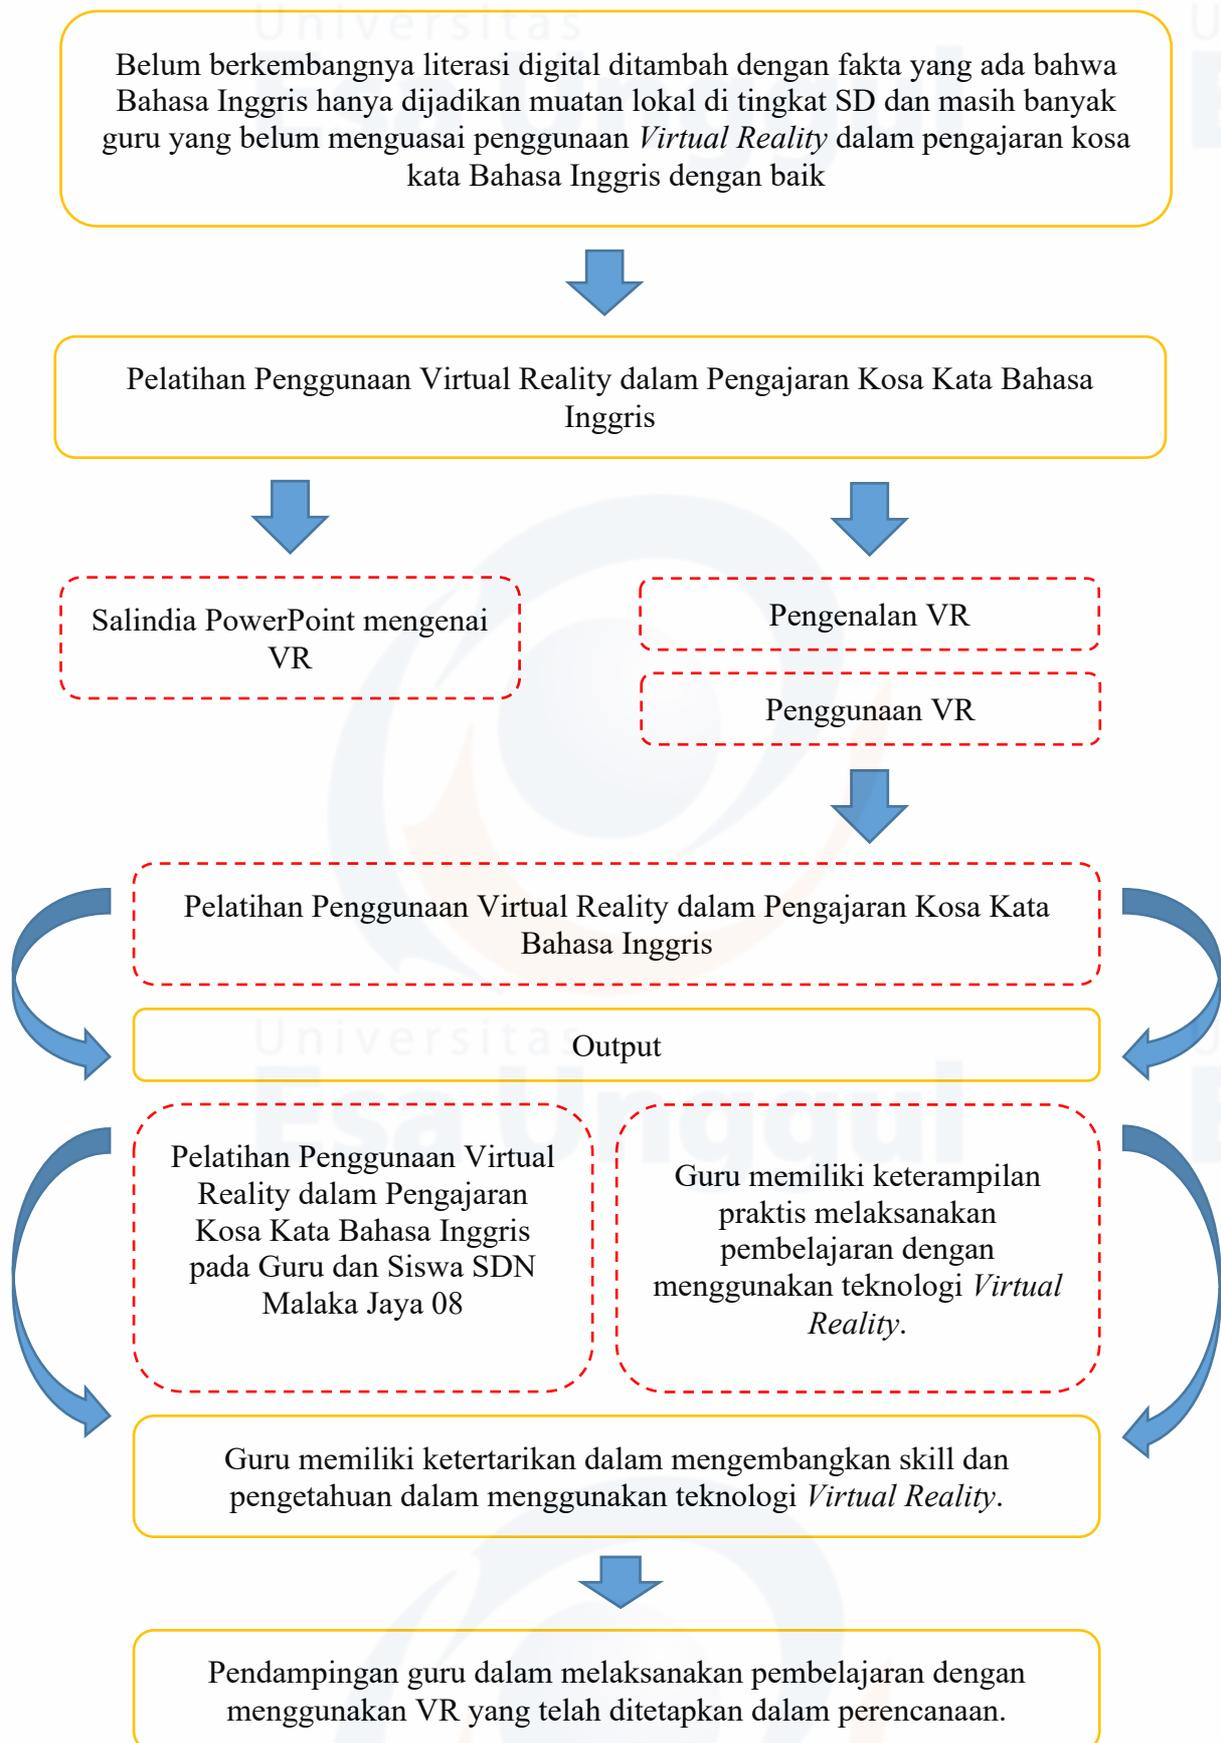 Universitas
Esa Unggul
Belum berkembangnya literasi digital ditambah dengan fakta yang ada bahwa
Bahasa Inggris hanya dijadikan muatan lokal di tingkat SD dan masih banyak
guru yang belum menguasai penggunaan Virtual Reality dalam pengajaran kosa
kata Bahasa Inggris dengan baik
Pelatihan Penggunaan Virtual Reality dalam Pengajaran Kosa Kata Bahasa
Inggris
Salindia PowerPoint mengenai
VR
Pengenalan VR
Penggunaan VR
Pelatihan Penggunaan Virtual Reality dalam Pengajaran Kosa Kata
Bahasa Inggris
Universitas
Esa Unggul
Output
Pelatihan Penggunaan Virtual
Reality dalam Pengajaran
Kosa Kata Bahasa Inggris
pada Guru dan Siswa SDN
Malaka Jaya 08
Guru memiliki keterampilan
praktis melaksanakan
pembelajaran dengan
menggunakan teknologi Virtual
Reality.
Guru memiliki ketertarikan dalam mengembangkan skill dan
pengetahuan dalam menggunakan teknologi Virtual Reality.
Pendampingan guru dalam melaksanakan pembelajaran dengan
menggunakan VR yang telah ditetapkan dalam perencanaan.